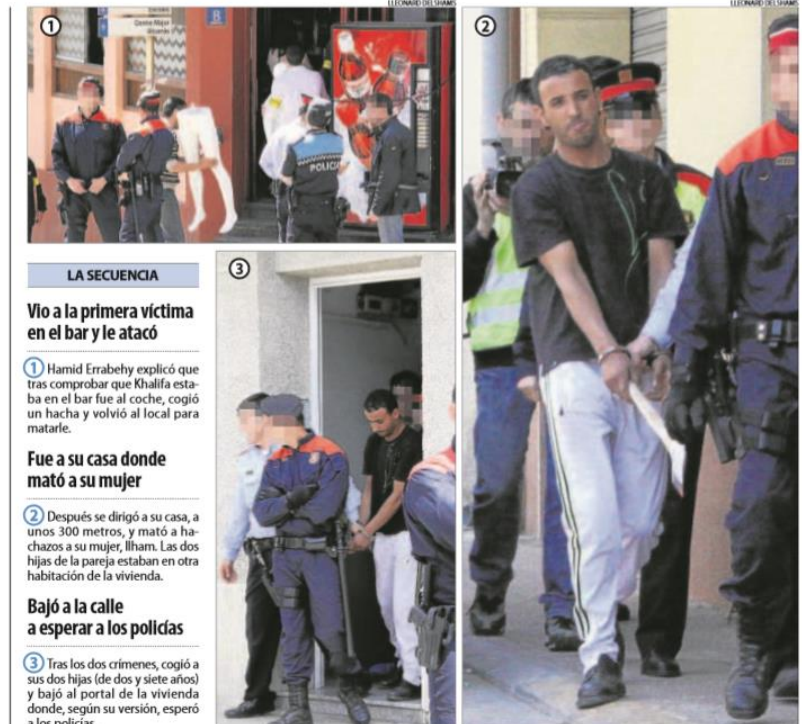 LLEONARD DELSHAMS
LLEONARD DELSHAMS
1
B
POLICIA
2
3
LA SECUENCIA
Vio a la primera víctima
en el bar y le atacó
1 Hamid Errabehy explicó que
tras comprobar que Khalifa esta-
ba en el bar fue al coche, cogió
un hacha y volvió al local para
matarle.
Fue a su casa donde
mató a su mujer
2 Después se dirigó a su casa, a
unos 300 metros, y mató a ha-
chazos a su mujer, Ilham. Las dos
hijas de la pareja estaban en otra
habitación de la vivienda.
Bajó a la calle
a esperar a los policías
3 Tras los dos crímenes, cogió a
sus dos hijas (de dos y siete años)
y bajó al portal de la vivienda
donde, según su versión, esperó
a los policías.